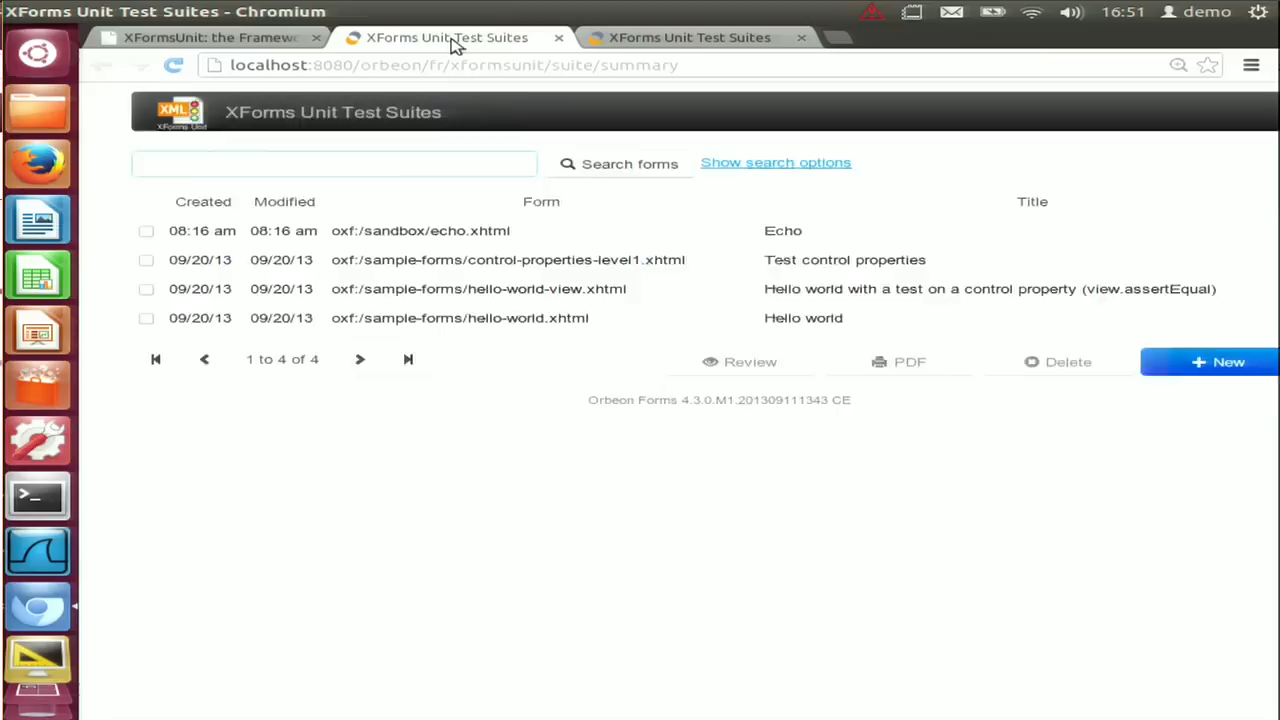 XForms Unit Test Suites - Chromium
16:51 demo
XFormsUnit: the Framew
XForms Unit Test Suites
XForms Unit Test Suites
localhost:8080/orbeon/fr/xformsunit/suite/summary
XML
XForms Unit
XForms Unit Test Suites
Search forms
Show search options
Created Modified Form Title
08:16 am 08:16 am oxf:/sandbox/echo.xhtml Echo
09/20/13 09/20/13 oxf:/sample-forms/control-properties-level1.xhtml Test control properties
09/20/13 09/20/13 oxf:/sample-forms/hello-world-view.xhtml Hello world with a test on a control property (view.assertEqual)
09/20/13 09/20/13 oxf:/sample-forms/hello-world.xhtml Hello world
1 to 4 of 4
Review PDF Delete + New
Orbeon Forms 4.3.0.M1.201309111343 CE